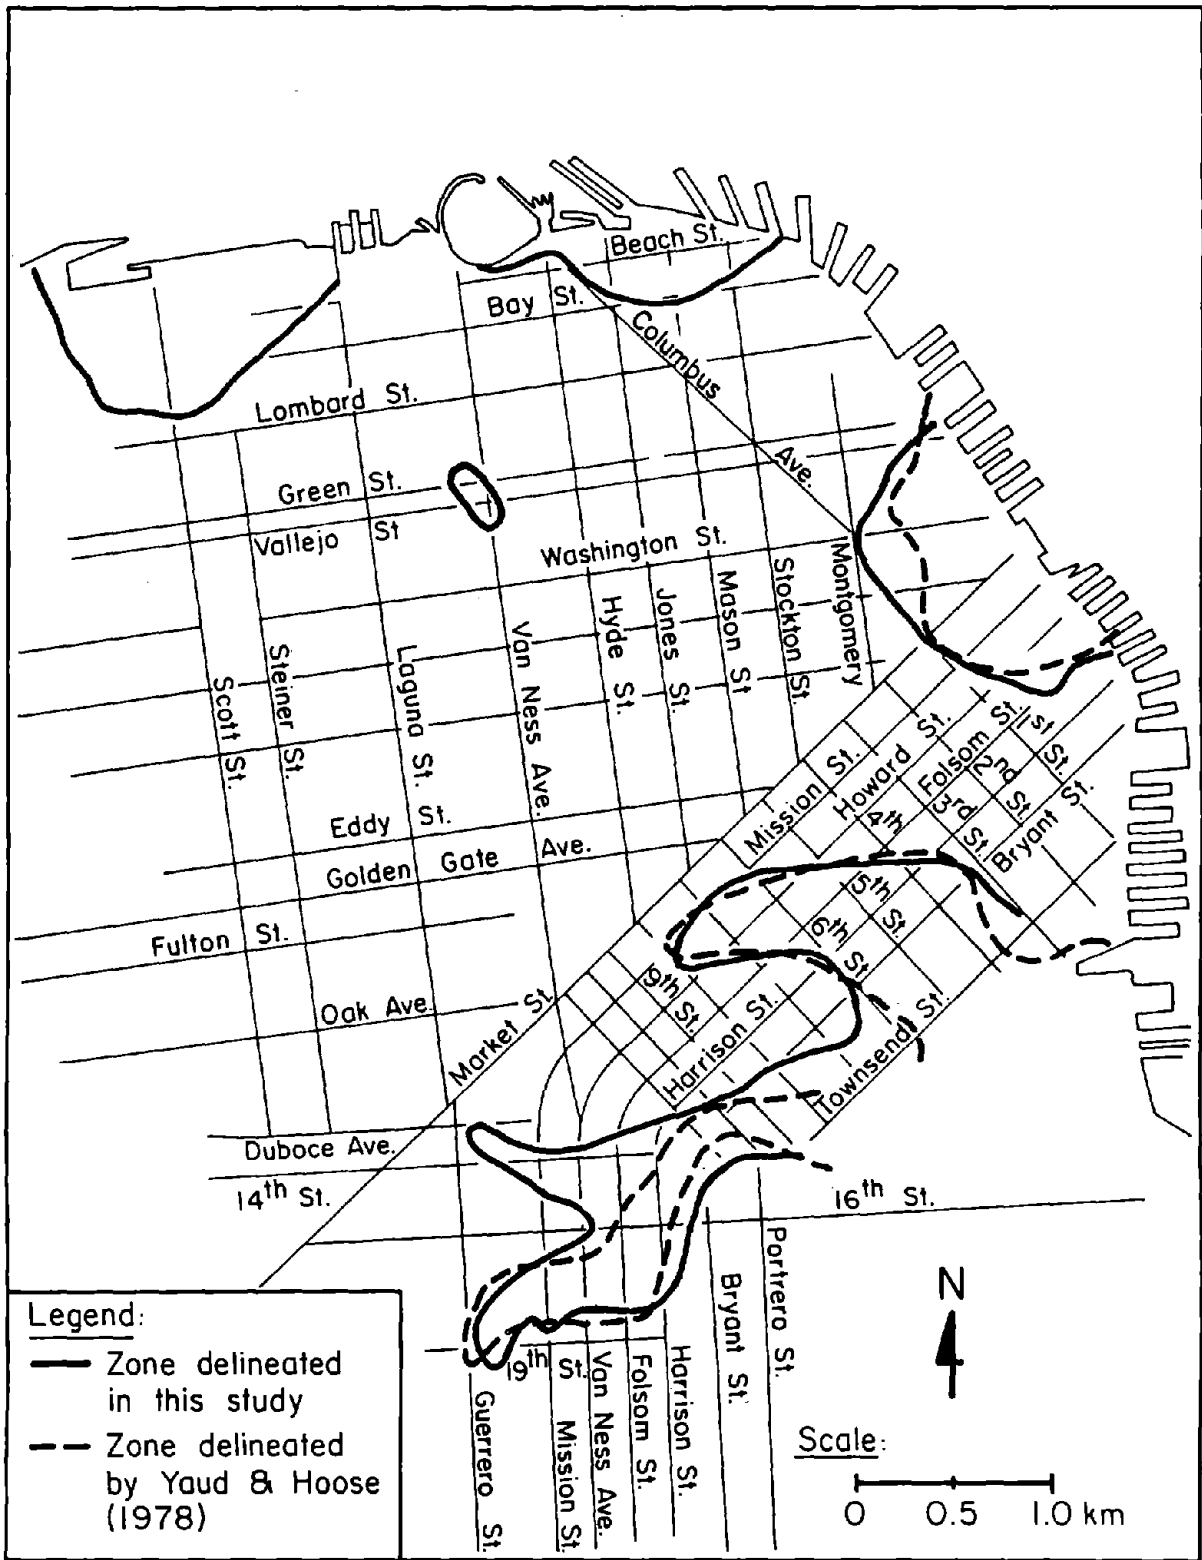 Beach St.
Bay St.
Columbus Ave.
Lombard St.
Green St.
Vallejo St
Washington St.
Montgomery
Stockton St.
Mason St
Jones St.
Hyde St.
Van Ness Ave.
Laguna St.
Steiner St.
Scott St.
Eddy St.
Golden Gate Ave.
Fulton St.
Oak Ave.
Market St.
Mission St.
Howard St.
Folsom St.
1st St.
2nd St.
3rd St.
4th
Bryant St.
5th St.
6th St
9th St.
Harrison St.
Townsend St.
Duboce Ave.
14th St.
16th St.
19th St.
Guerrero St.
Mission St.
Van Ness Ave.
Folsom St.
Harrison St.
Bryant St.
Portrero St.
N
Legend:
Zone delineated
in this study
Zone delineated
by Yaud & Hoose
(1978)
Scale:
0 0.5 1.0 km